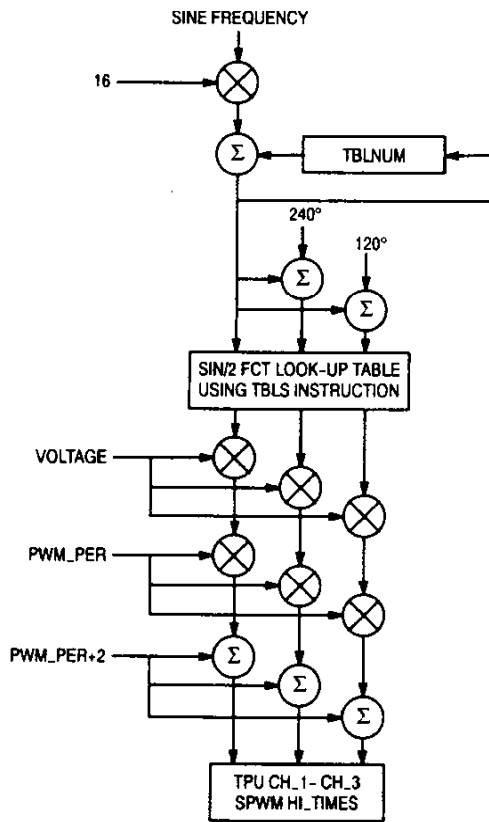 SINE FREQUENCY
16
Σ
TBLNUM
240°
120°
Σ
Σ
SIN/2 FCT LOOK-UP TABLE
USING TBLS INSTRUCTION
VOLTAGE
PWM_PER
PWM_PER+2
Σ
Σ
Σ
TPU CH_1- CH_3
SPWM HI_TIMES